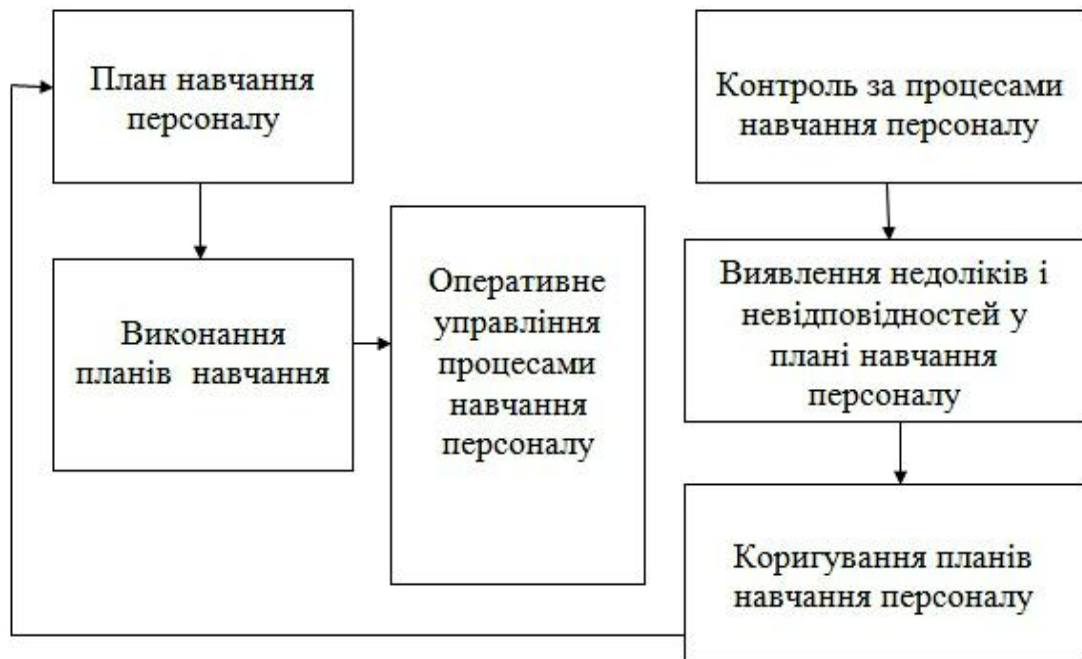 План навчання
персоналу
Виконання
планів навчання
Оперативне
управління
процесами
навчання
персоналу
Контроль за процесами
навчання персоналу
Виявлення недоліків і
невідповідностей у
плані навчання
персоналу
Коригування планів
навчання персоналу